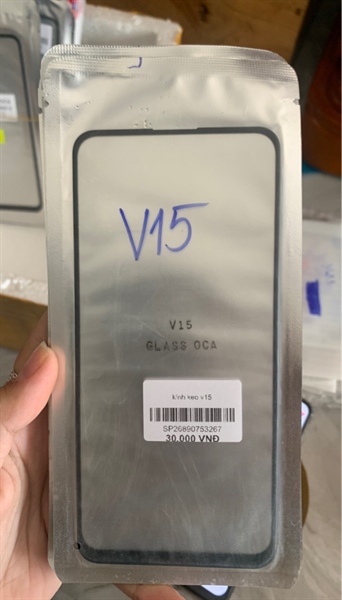 V15
V15
GLASS OCA
kính keo v15
SP26890753267
30,000 VNĐ